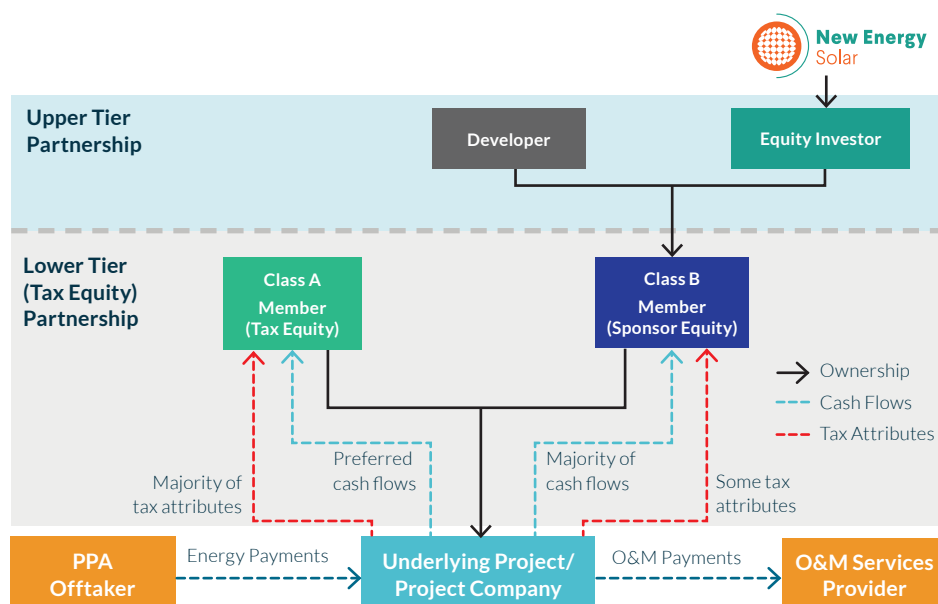 New Energy
Solar
Upper Tier
Partnership
Developer
Equity Investor
Lower Tier
(Tax Equity)
Partnership
Class A
Member
(Tax Equity)
Class B
Member
(Sponsor Equity)
Ownership
Cash Flows
Tax Attributes
Majority of
tax attributes
Preferred
cash flows
Majority of
cash flows
Some tax
attributes
PPA
Offtaker
Energy Payments
Underlying Project/
Project Company
O&M Payments
O&M Services
Provider